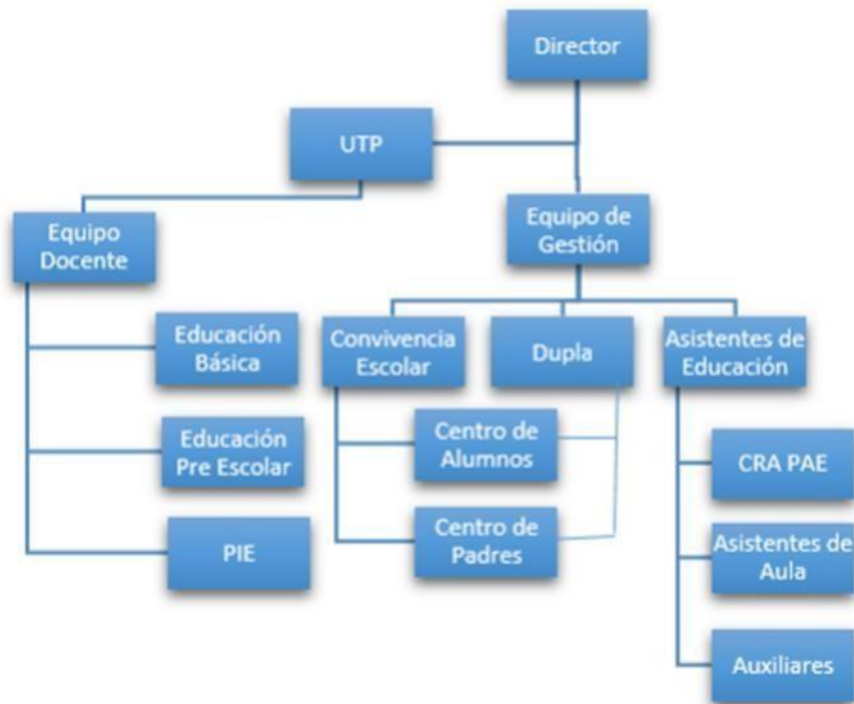 Director
UTP
Equipo de
Gestión
Equipo
Docente
Educación
Básica
Educación
Pre Escolar
PIE
Convivencia
Escolar
Dupla
Asistentes de
Educación
Centro de
Alumnos
Centro de
Padres
CRA PAE
Asistentes de
Aula
Auxiliares